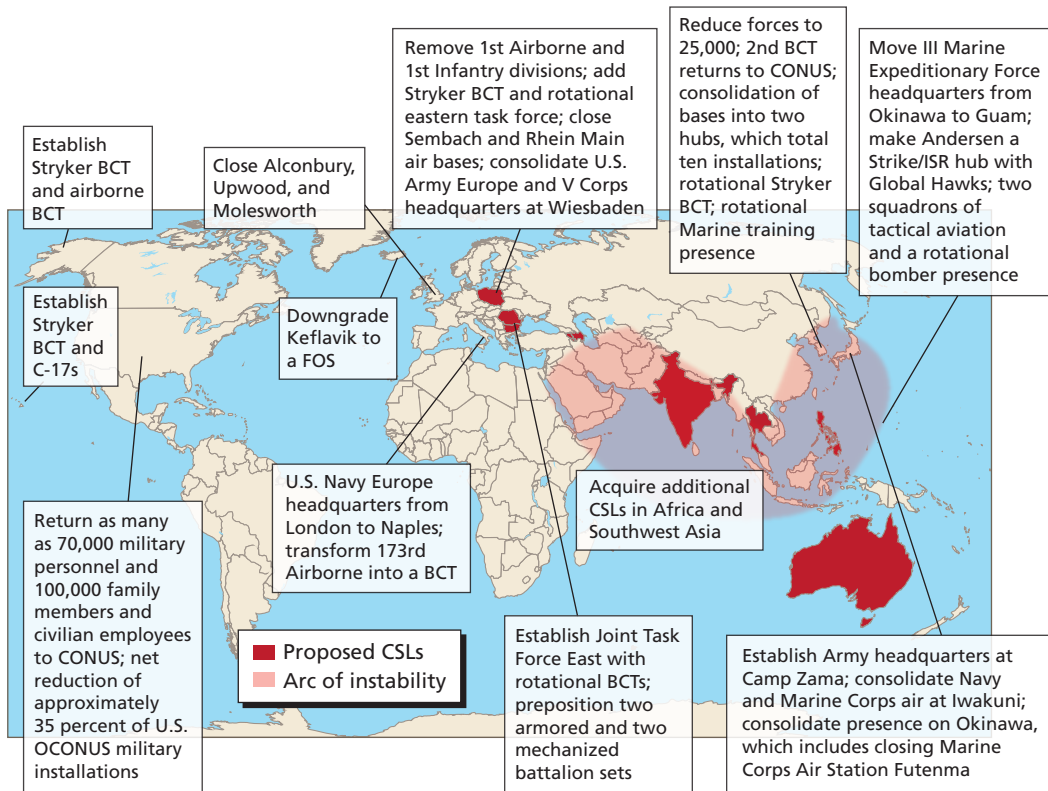 Establish
Stryker BCT
and airborne
BCT
Close Alconbury,
Upwood, and
Molesworth
Remove 1st Airborne and
1st Infantry divisions; add
Stryker BCT and rotational
eastern task force; close
Sembach and Rhein Main
air bases; consolidate U.S.
Army Europe and V Corps
headquarters at Wiesbaden
Reduce forces to
25,000; 2nd BCT
returns to CONUS;
consolidation of
bases into two
hubs, which total
ten installations;
rotational Stryker
BCT; rotational
Marine training
presence
Move III Marine
Expeditionary Force
headquarters from
Okinawa to Guam;
make Andersen a
Strike/ISR hub with
Global Hawks; two
squadrons of
tactical aviation
and a rotational
bomber presence
Establish
Stryker
BCT and
C-17s
Downgrade
Keflavik to
a FOS
Return as many
as 70,000 military
personnel and
100,000 family
members and
civilian employees
to CONUS; net
reduction of
approximately
35 percent of U.S.
OCONUS military
installations
U.S. Navy Europe
headquarters from
London to Naples;
transform 173rd
Airborne into a BCT
Acquire additional
CSLs in Africa and
Southwest Asia
Proposed CSLs
Arc of instability
Establish Joint Task
Force East with
rotational BCTs;
preposition two
armored and two
mechanized
battalion sets
Establish Army headquarters at
Camp Zama; consolidate Navy
and Marine Corps air at Iwakuni;
consolidate presence on Okinawa,
which includes closing Marine
Corps Air Station Futenma